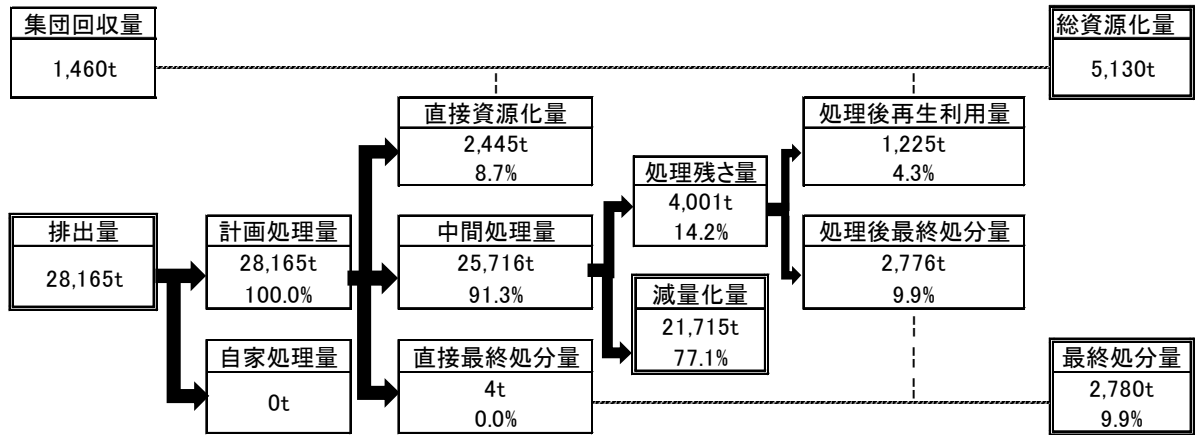 集団回収量
1,460t
総資源化量
5,130t
直接資源化量
2,445t
8.7%
処理後再生利用量
1,225t
4.3%
処理残さ量
4,001t
14.2%
排出量
28,165t
計画処理量
28,165t
100.0%
中間処理量
25,716t
91.3%
処理後最終処分量
2,776t
9.9%
減量化量
21,715t
77.1%
自家処理量
0t
直接最終処分量
4t
0.0%
最終処分量
2,780t
9.9%